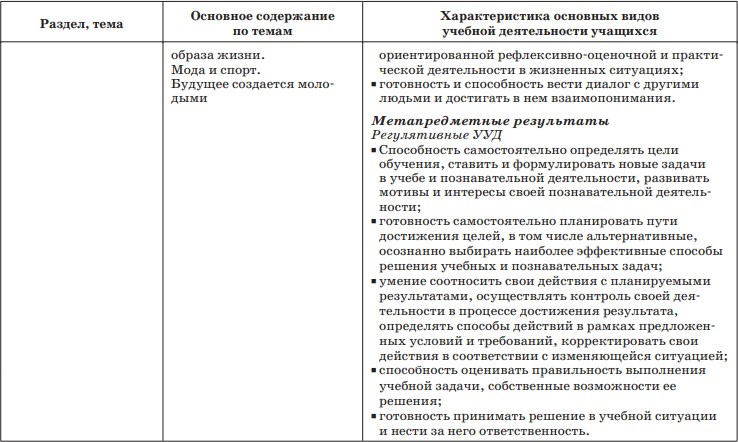 Раздел, тема
Основное содержание
по темам
Характеристика основных видов
учебной деятельности учащихся
образа жизни.
Мода и спорт.
Будущее создается моло-
дыми
ориентированной рефлексивно-оценочной и практи-
ческой деятельности в жизненных ситуациях;
▪ готовность и способность вести диалог с другими
людьми и достигать в нем взаимопонимания.
Метапредметные результаты
Регулятивные УУД
▪ Способность самостоятельно определять цели
обучения, ставить и формулировать новые задачи
в учебе и познавательной деятельности, развивать
мотивы и интересы своей познавательной деятель-
ности;
▪ готовность самостоятельно планировать пути
достижения целей, в том числе альтернативные,
осознанно выбирать наиболее эффективные способы
решения учебных и познавательных задач;
▪ умение соотносить свои действия с планируемыми
результатами, осуществлять контроль своей дея-
тельности в процессе достижения результата,
определять способы действий в рамках предложен-
ных условий и требований, корректировать свои
действия в соответствии с изменяющейся ситуацией;
▪ способность оценивать правильность выполнения
учебной задачи, собственные возможности ее
решения;
▪ готовность принимать решение в учебной ситуации
и нести за него ответственность.